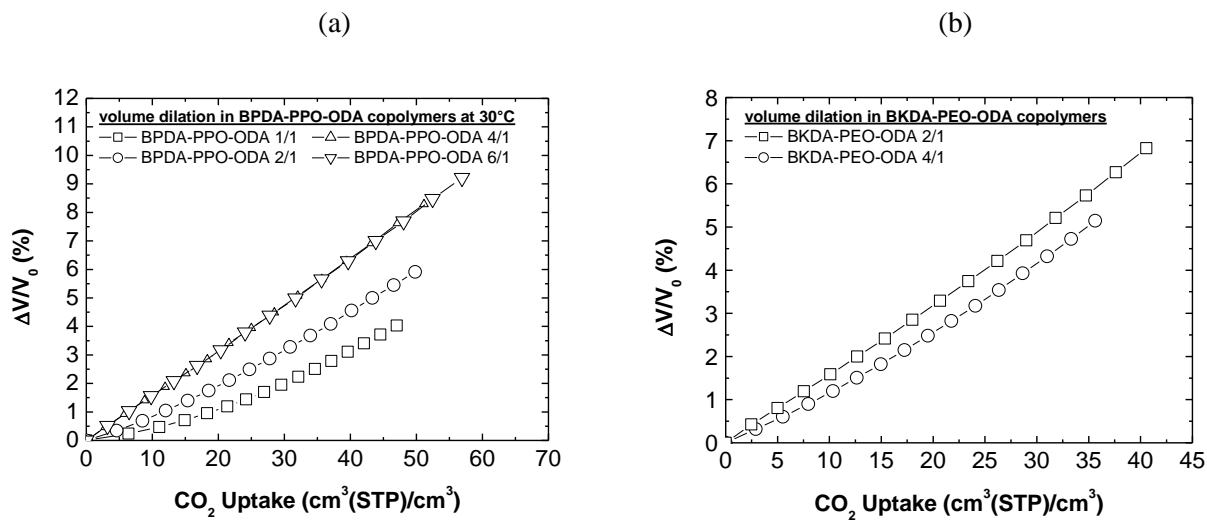 (a)
(b)
volume dilation in BPDA-PPO-ODA copolymers at 30°C
BPDA-PPO-ODA 1/1 BPDA-PPO-ODA 4/1
BPDA-PPO-ODA 2/1 BPDA-PPO-ODA 6/1
12
11
10
9
8
7
6
5
4
3
2
1
0
ΔV/V₀ (%)
0 10 20 30 40 50 60 70
CO₂ Uptake (cm³(STP)/cm³)
volume dilation in BKDA-PEO-ODA copolymers
BKDA-PEO-ODA 2/1
BKDA-PEO-ODA 4/1
8
7
6
5
4
3
2
1
0
ΔV/V₀ (%)
0 5 10 15 20 25 30 35 40 45
CO₂ Uptake (cm³(STP)/cm³)